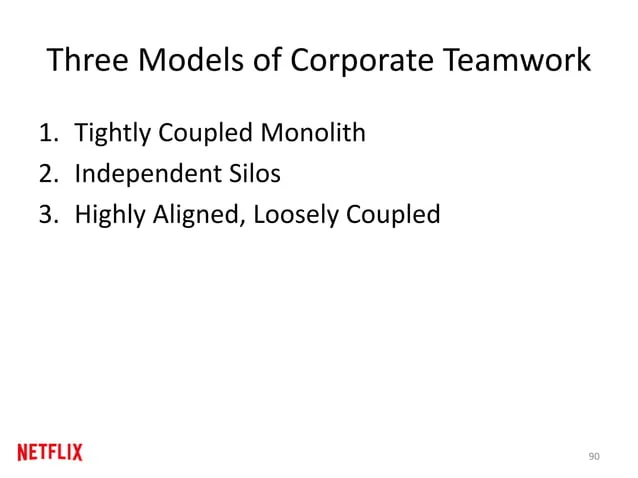 Three Models of Corporate Teamwork
1. Tightly Coupled Monolith
2. Independent Silos
3. Highly Aligned, Loosely Coupled
NETFLIX
90